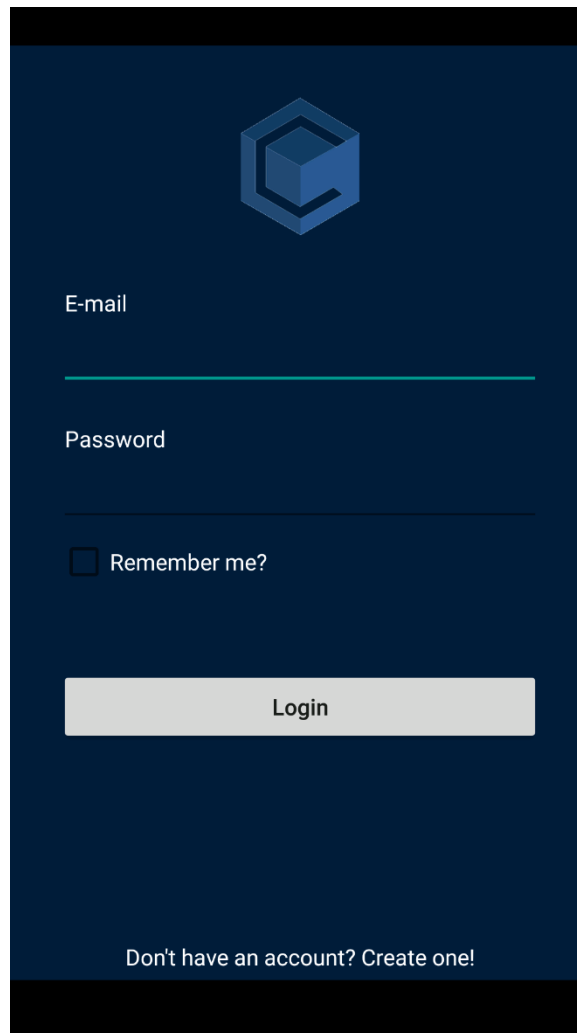 E-mail
Password
Remember me?
Login
Don't have an account? Create one!